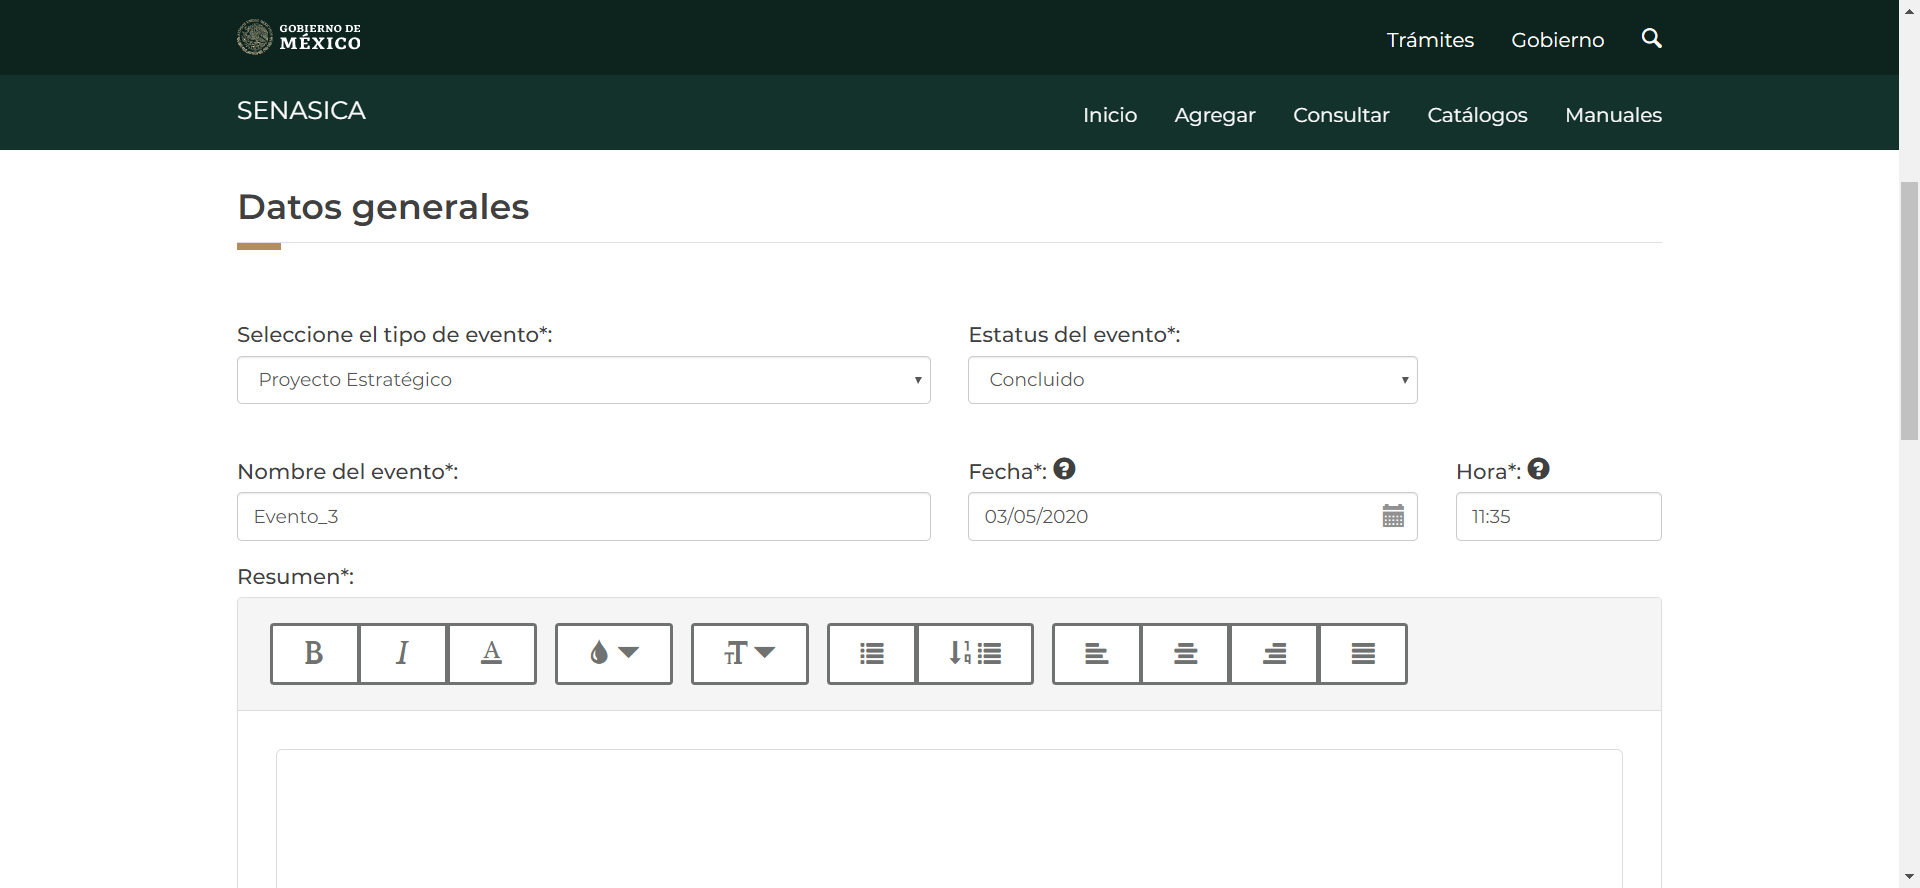 GOBIERNO DE
MÉXICO
Trámites Gobierno
SENASICA
Inicio Agregar Consultar Catálogos Manuales
Datos generales
Seleccione el tipo de evento*: Estatus del evento*:
Proyecto Estratégico Concluido
Nombre del evento*: Fecha*: Hora*:
Evento_3 03/05/2020 11:35
Resumen*: